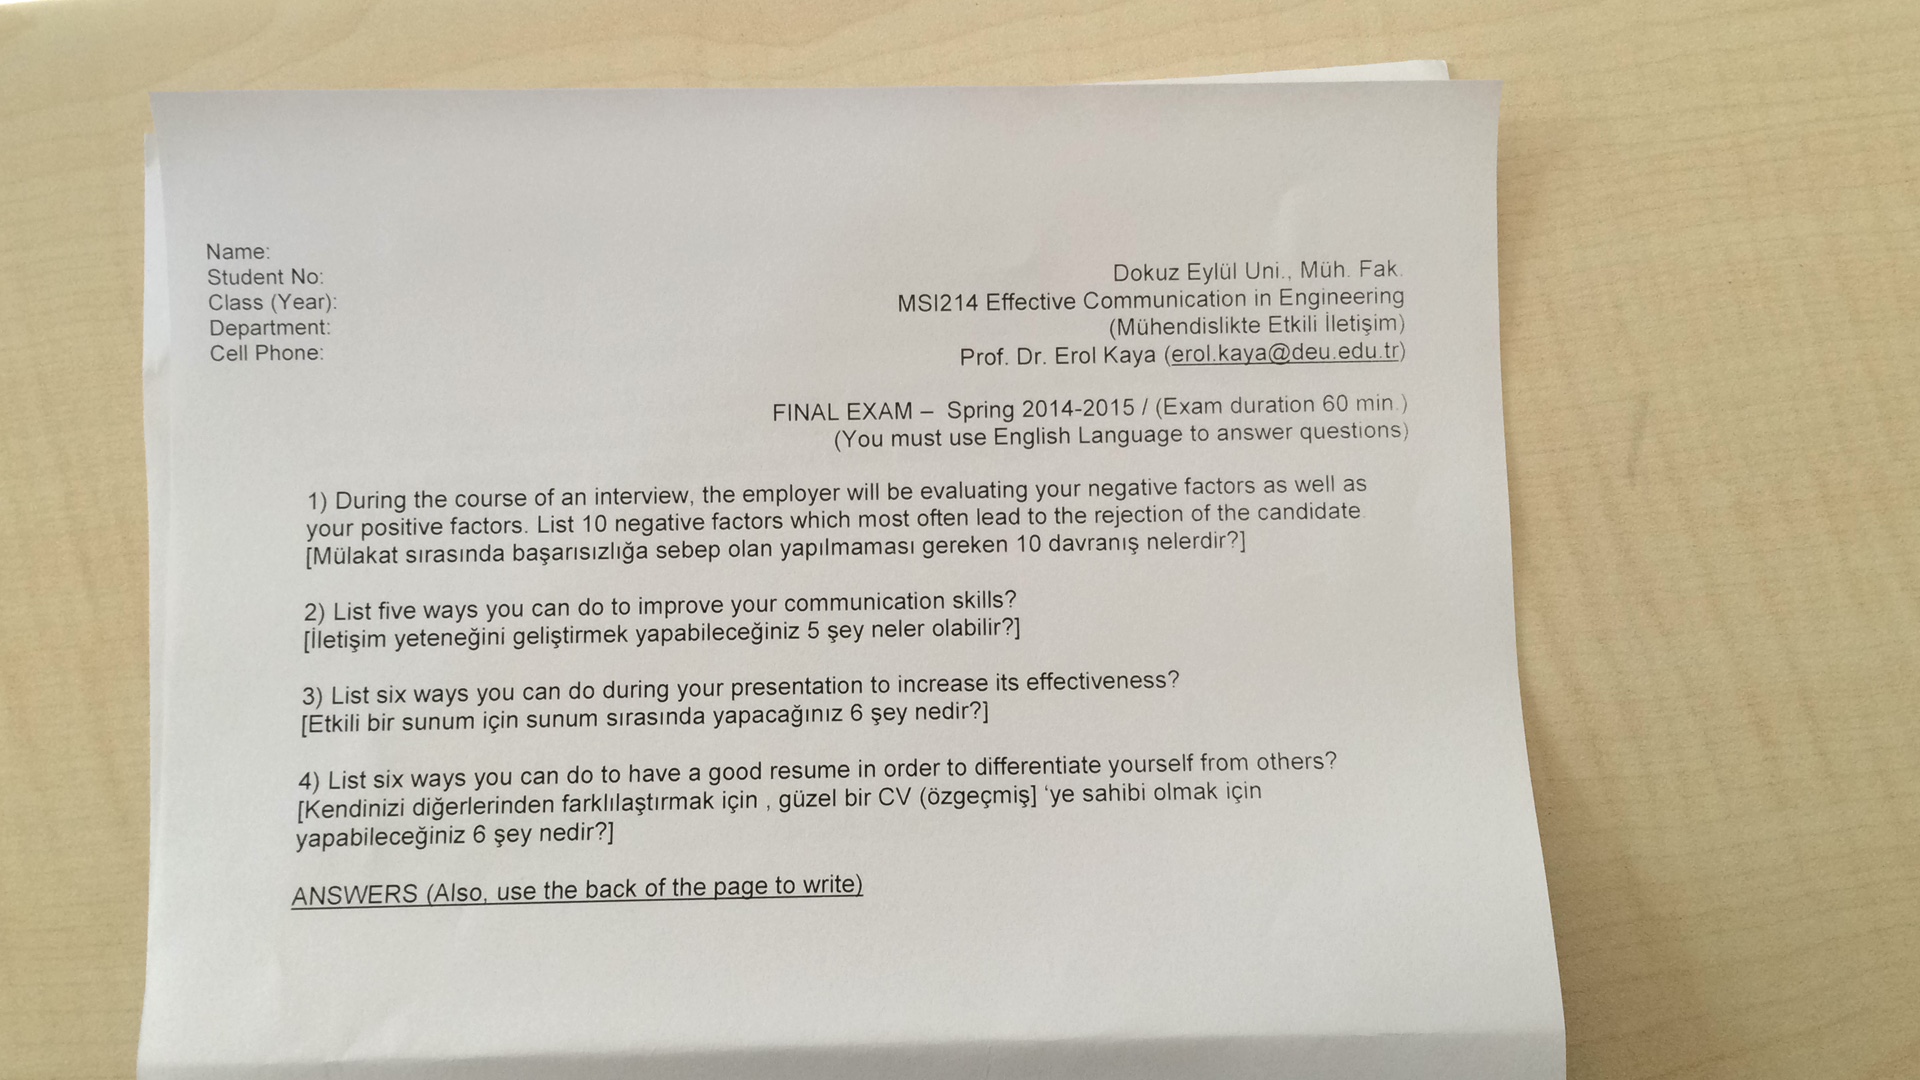 Name:
Student No:
Class (Year):
Department:
Cell Phone:
Dokuz Eylül Uni., Müh. Fak.
MSI214 Effective Communication in Engineering
(Mühendislikte Etkili İletişim)
Prof. Dr. Erol Kaya (erol.kaya@deu.edu.tr)
FINAL EXAM – Spring 2014-2015 / (Exam duration 60 min.)
(You must use English Language to answer questions)
1) During the course of an interview, the employer will be evaluating your negative factors as well as
your positive factors. List 10 negative factors which most often lead to the rejection of the candidate.
[Mülakat sırasında başarısızlığa sebep olan yapılmaması gereken 10 davranış nelerdir?]
2) List five ways you can do to improve your communication skills?
[İletişim yeteneğini geliştirmek yapabileceğiniz 5 şey neler olabilir?]
3) List six ways you can do during your presentation to increase its effectiveness?
[Etkili bir sunum için sunum sırasında yapacağınız 6 şey nedir?]
4) List six ways you can do to have a good resume in order to differentiate yourself from others?
[Kendinizi diğerlerinden farklılaştırmak için , güzel bir CV (özgeçmiş] 'ye sahibi olmak için
yapabileceğiniz 6 şey nedir?]
ANSWERS (Also, use the back of the page to write)